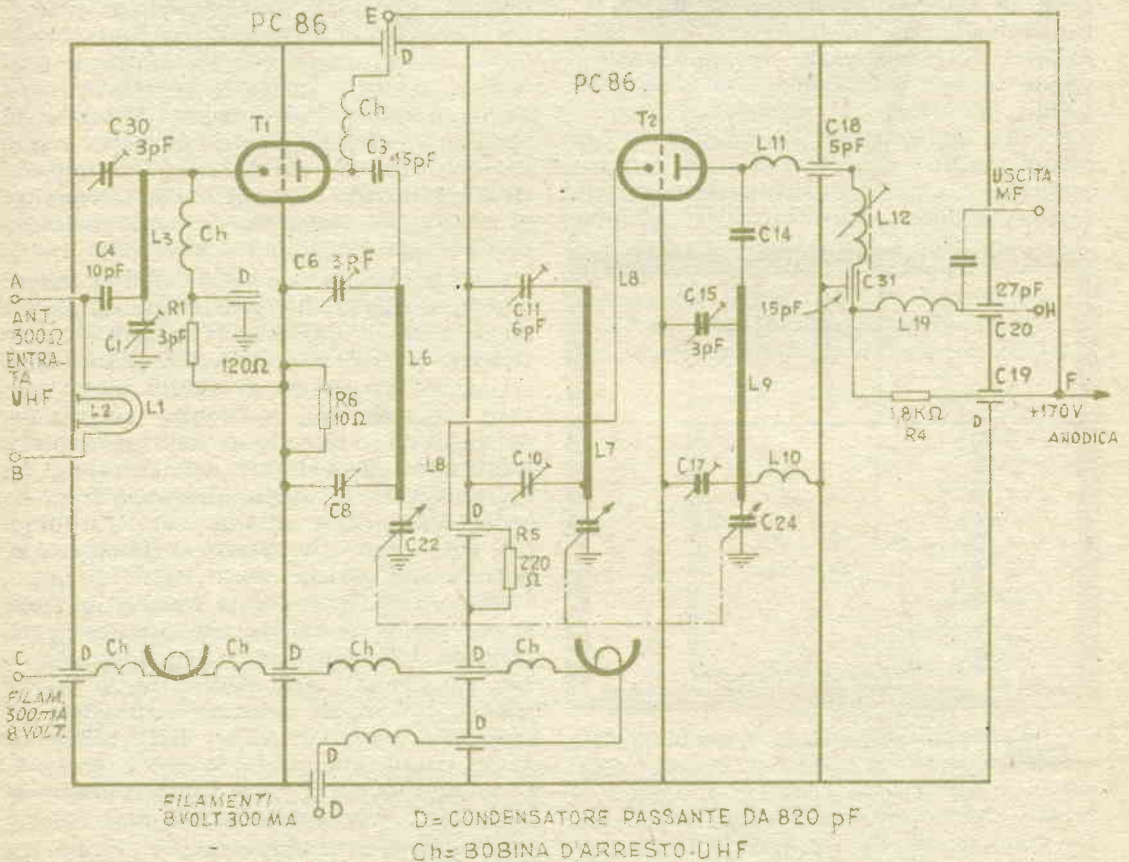 PC 86
E
D
PC 86.
Ch
C30
3pF
T1
C3
15pF
T2
L11
C18
5pF
USCITA
MF
L3
Ch
L12
C4
10pF
C14
A
ANT.
300Ω
ENTRA-
TA
UHF
D
C6
3pF
C11
6pF
L8
C15
3pF
C31
15pF
27pF
H
C20
L19
R1
3pF
C1
120Ω
L6
L9
C19
F
+170V
ANODICA
1,8KΩ
R4
D
L2
L1
R6
10Ω
B
L8
C10
L7
C17
L10
C8
D
C22
R5
220
Ω
C24
C
D
Ch
Ch
D
Ch
D
Ch
FILAM.
300mA
8 VOLT.
D
D
D
FILAMENTI
8 VOLT 300 MA
D=CONDENSATORE PASSANTE DA 820 pF
Ch= BOBINA D'ARRESTO-UHF